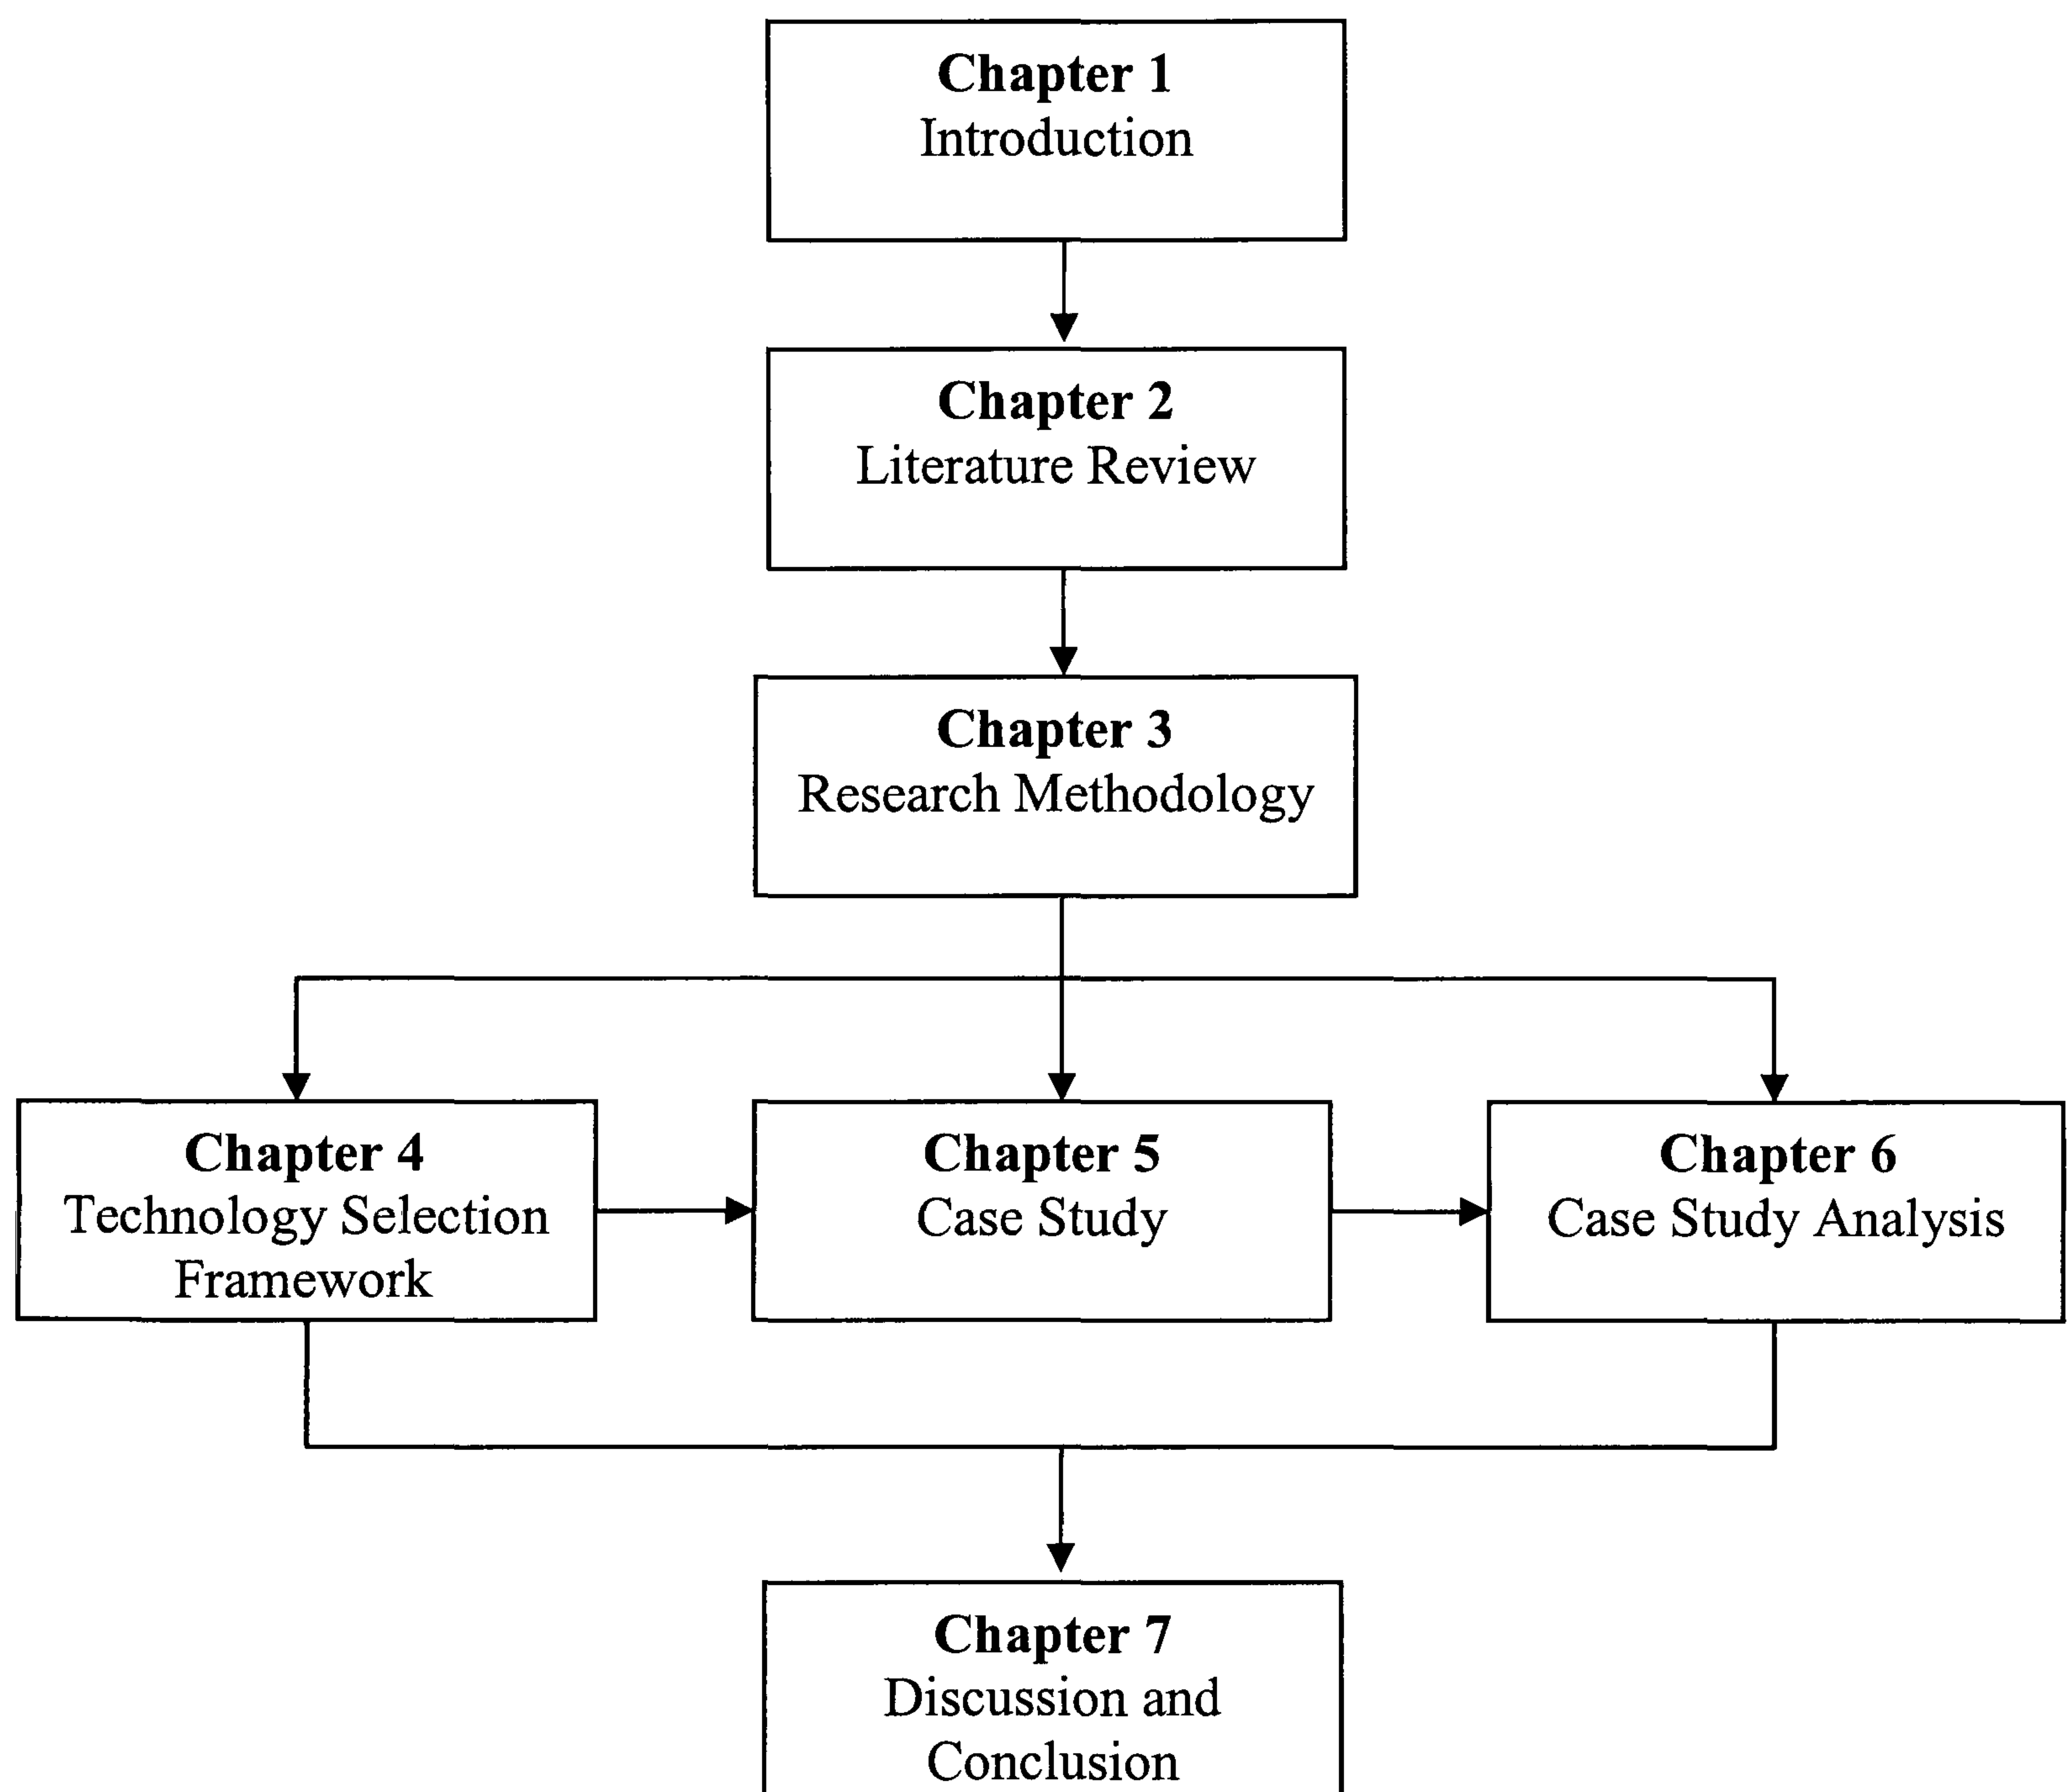 Chapter 1
Introduction
Chapter 2
Literature Review
Chapter 3
Research Methodology
Chapter 4
Technology Selection
Framework
Chapter 5
Case Study
Chapter 6
Case Study Analysis
Chapter 7
Discussion and
Conclusion